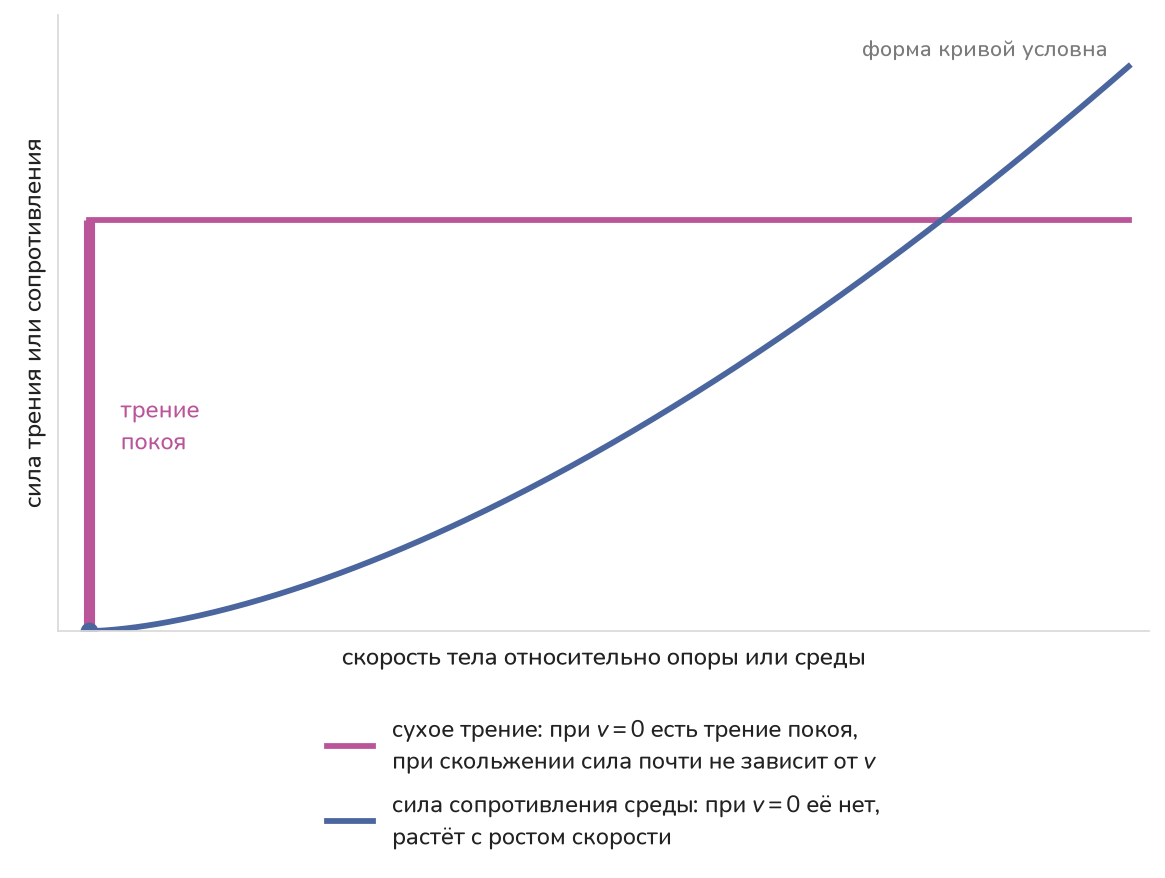 форма кривой условна
сила трения или сопротивления
трение
покоя
скорость тела относительно опоры или среды
сухое трение: при v = 0 есть трение покоя,
при скольжении сила почти не зависит от v
сила сопротивления среды: при v = 0 её нет,
растёт с ростом скорости